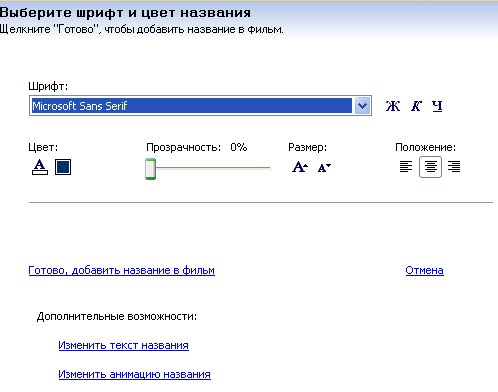 Выберите шрифт и цвет названия
Щелкните "Готово", чтобы добавить название в фильм.
Шрифт:
Microsoft Sans Serif
Ж К Ч
Цвет: Прозрачность: 0% Размер: Положение:
A A A
Готово, добавить название в фильм Отмена
Дополнительные возможности:
Изменить текст названия
Изменить анимацию названия